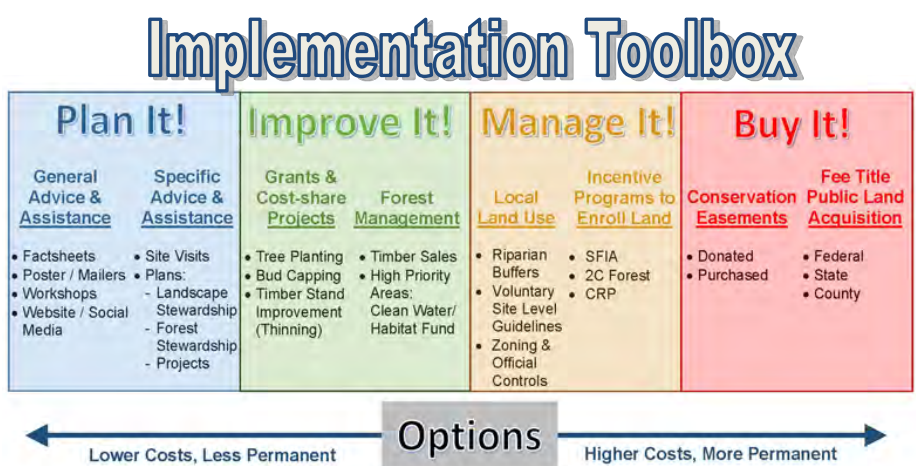 Implementation Toolbox
Plan It!
General
Advice &
Assistance
• Factsheets
• Poster / Mailers
• Workshops
• Website / Social
Media
Specific
Advice &
Assistance
• Site Visits
• Plans:
- Landscape
Stewardship
- Forest
Stewardship
- Projects
Improve It!
Grants &
Cost-share
Projects
• Tree Planting
• Bud Capping
• Timber Stand
Improvement
(Thinning)
Forest
Management
• Timber Sales
• High Priority
Areas:
Clean Water/
Habitat Fund
Manage It!
Local
Land Use
• Riparian
Buffers
• Voluntary
Site Level
Guidelines
• Zoning &
Official
Controls
Incentive
Programs to
Enroll Land
• SFIA
• 2C Forest
• CRP
Buy It!
Conservation
Easements
• Donated
• Purchased
Fee Title
Public Land
Acquisition
• Federal
• State
• County
Options
Lower Costs, Less Permanent
Higher Costs, More Permanent